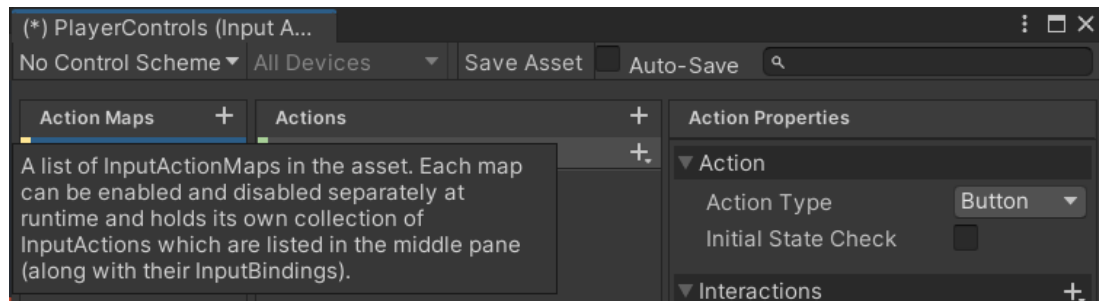 (*) PlayerControls (Input A...
No Control Scheme All Devices Save Asset Auto-Save
Action Maps + Actions + Action Properties
A list of InputActionMaps in the asset. Each map
can be enabled and disabled separately at
runtime and holds its own collection of
InputActions which are listed in the middle pane
(along with their InputBindings).
+
Action
Action Type Button
Initial State Check
Interactions +